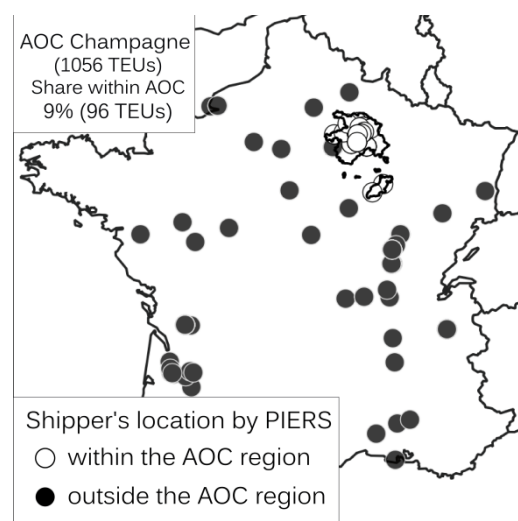 AOC Champagne
(1056 TEUs)
Share within AOC
9% (96 TEUs)
Shipper's location by PIERS
within the AOC region
outside the AOC region